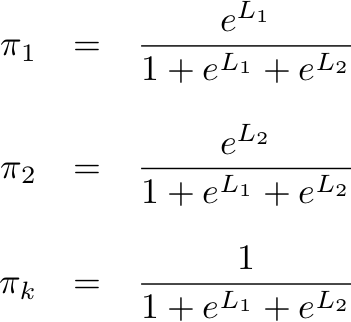 π₁ = e^{L₁} / (1 + e^{L₁} + e^{L₂})
π₂ = e^{L₂} / (1 + e^{L₁} + e^{L₂})
πₖ = 1 / (1 + e^{L₁} + e^{L₂})